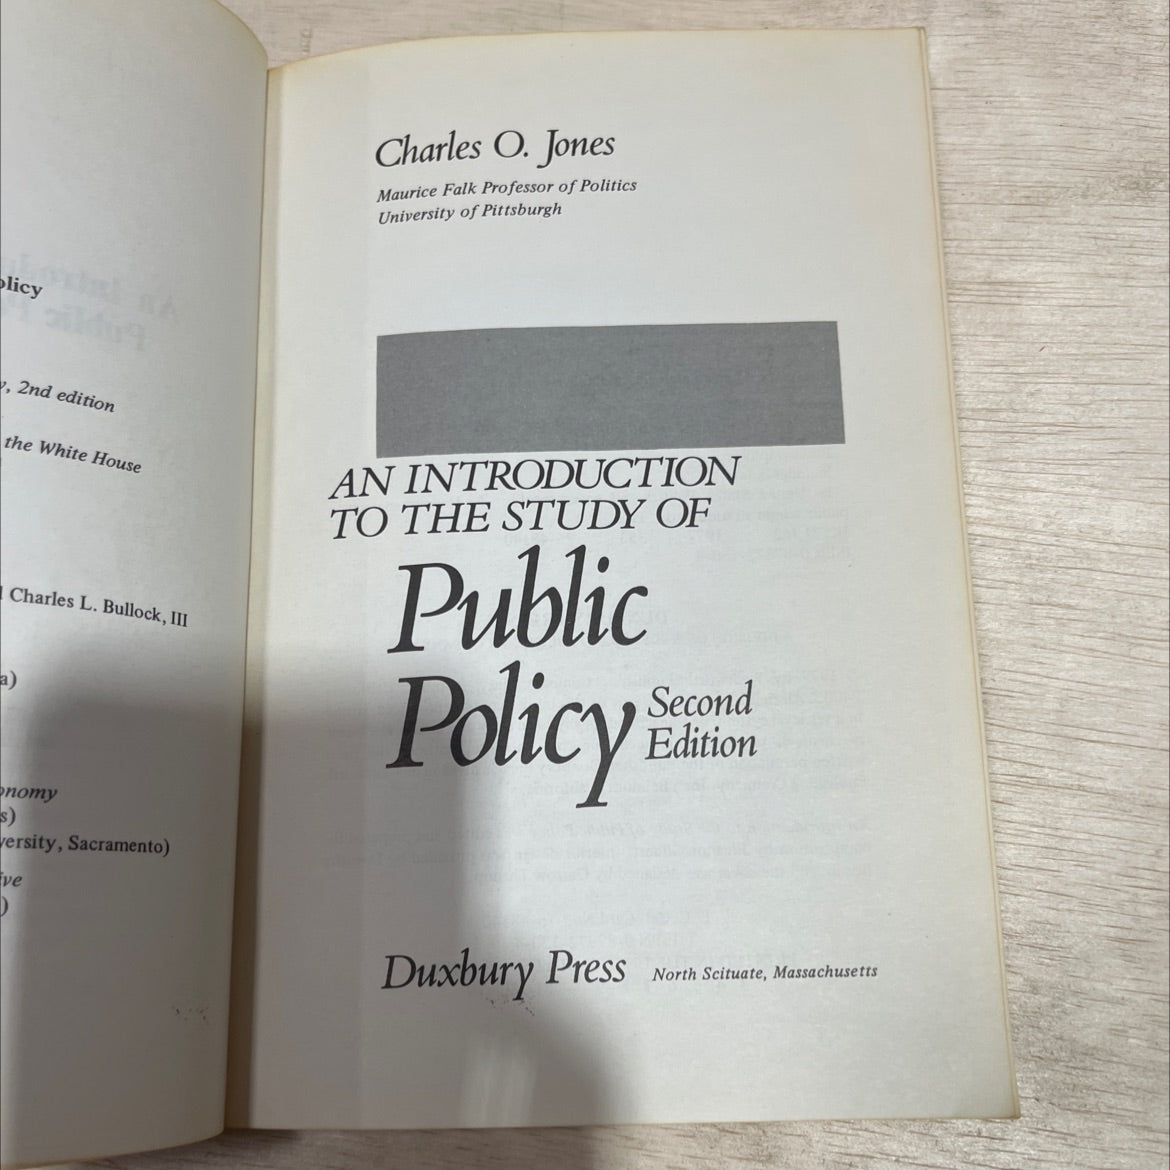 olicy
, 2nd edition
the White House
Charles L. Bullock, III
a)
onomy
s)
versity, Sacramento)
ive
)
Charles O. Jones
Maurice Falk Professor of Politics
University of Pittsburgh
AN INTRODUCTION
TO THE STUDY OF
Public
Policy
Second
Edition
Duxbury Press North Scituate, Massachusetts